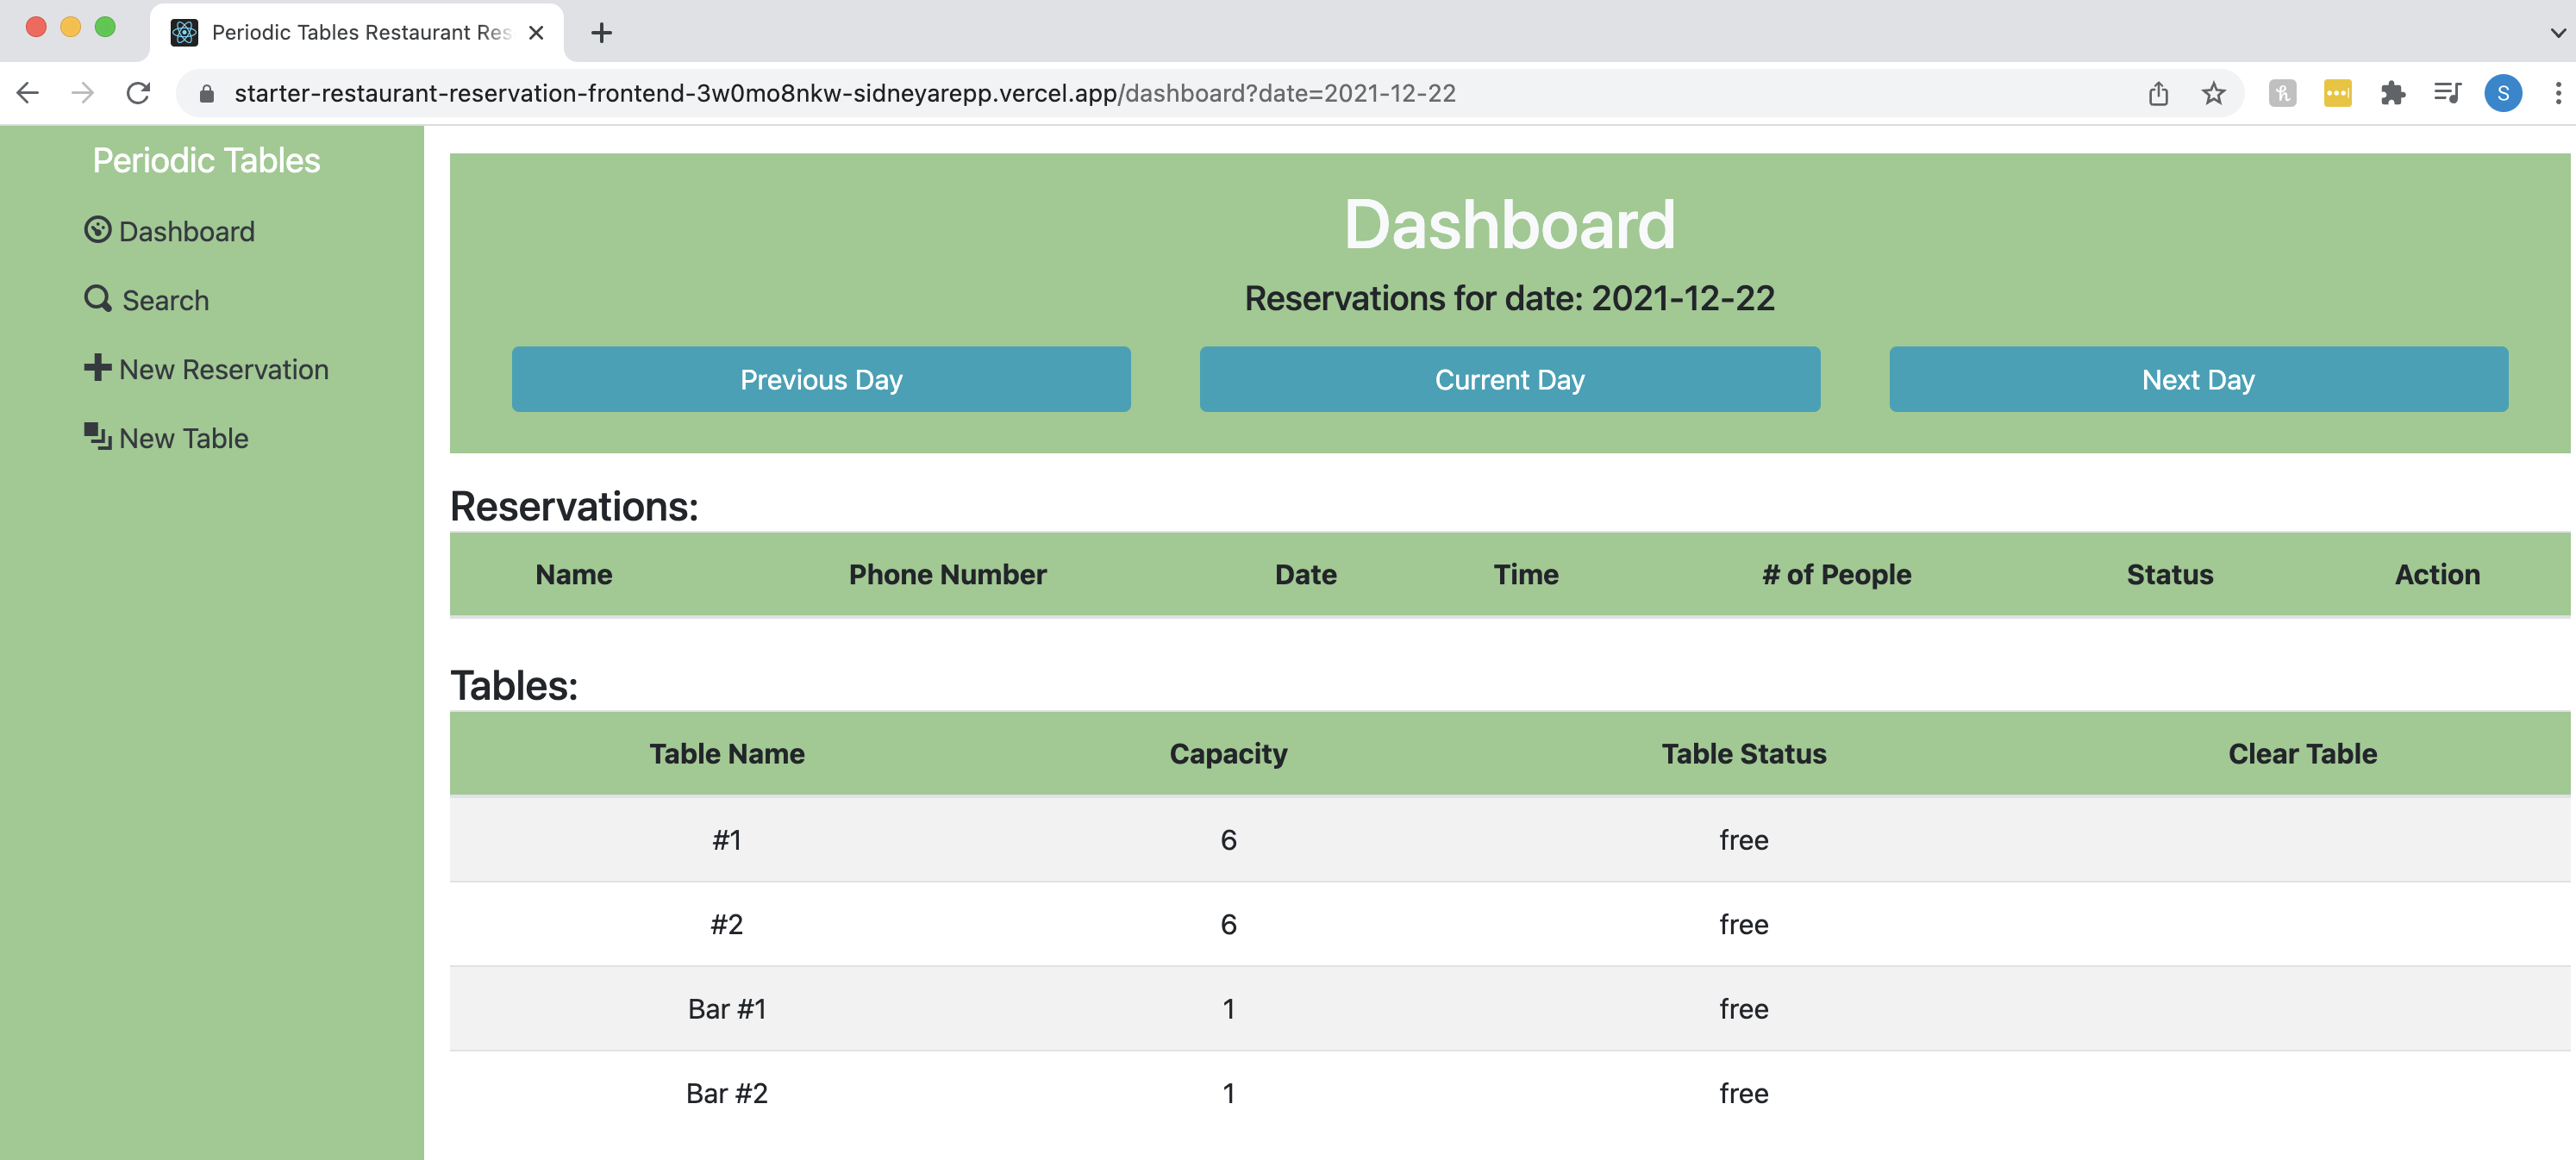 Periodic Tables Restaurant Res
starter-restaurant-reservation-frontend-3w0mo8nkw-sidneyarepp.vercel.app/dashboard?date=2021-12-22
S
Periodic Tables
Dashboard
Search
New Reservation
New Table
Dashboard
Reservations for date: 2021-12-22
Previous Day Current Day Next Day
Reservations:
Name Phone Number Date Time # of People Status Action
Tables:
Table Name Capacity Table Status Clear Table
#1 6 free
#2 6 free
Bar #1 1 free
Bar #2 1 free